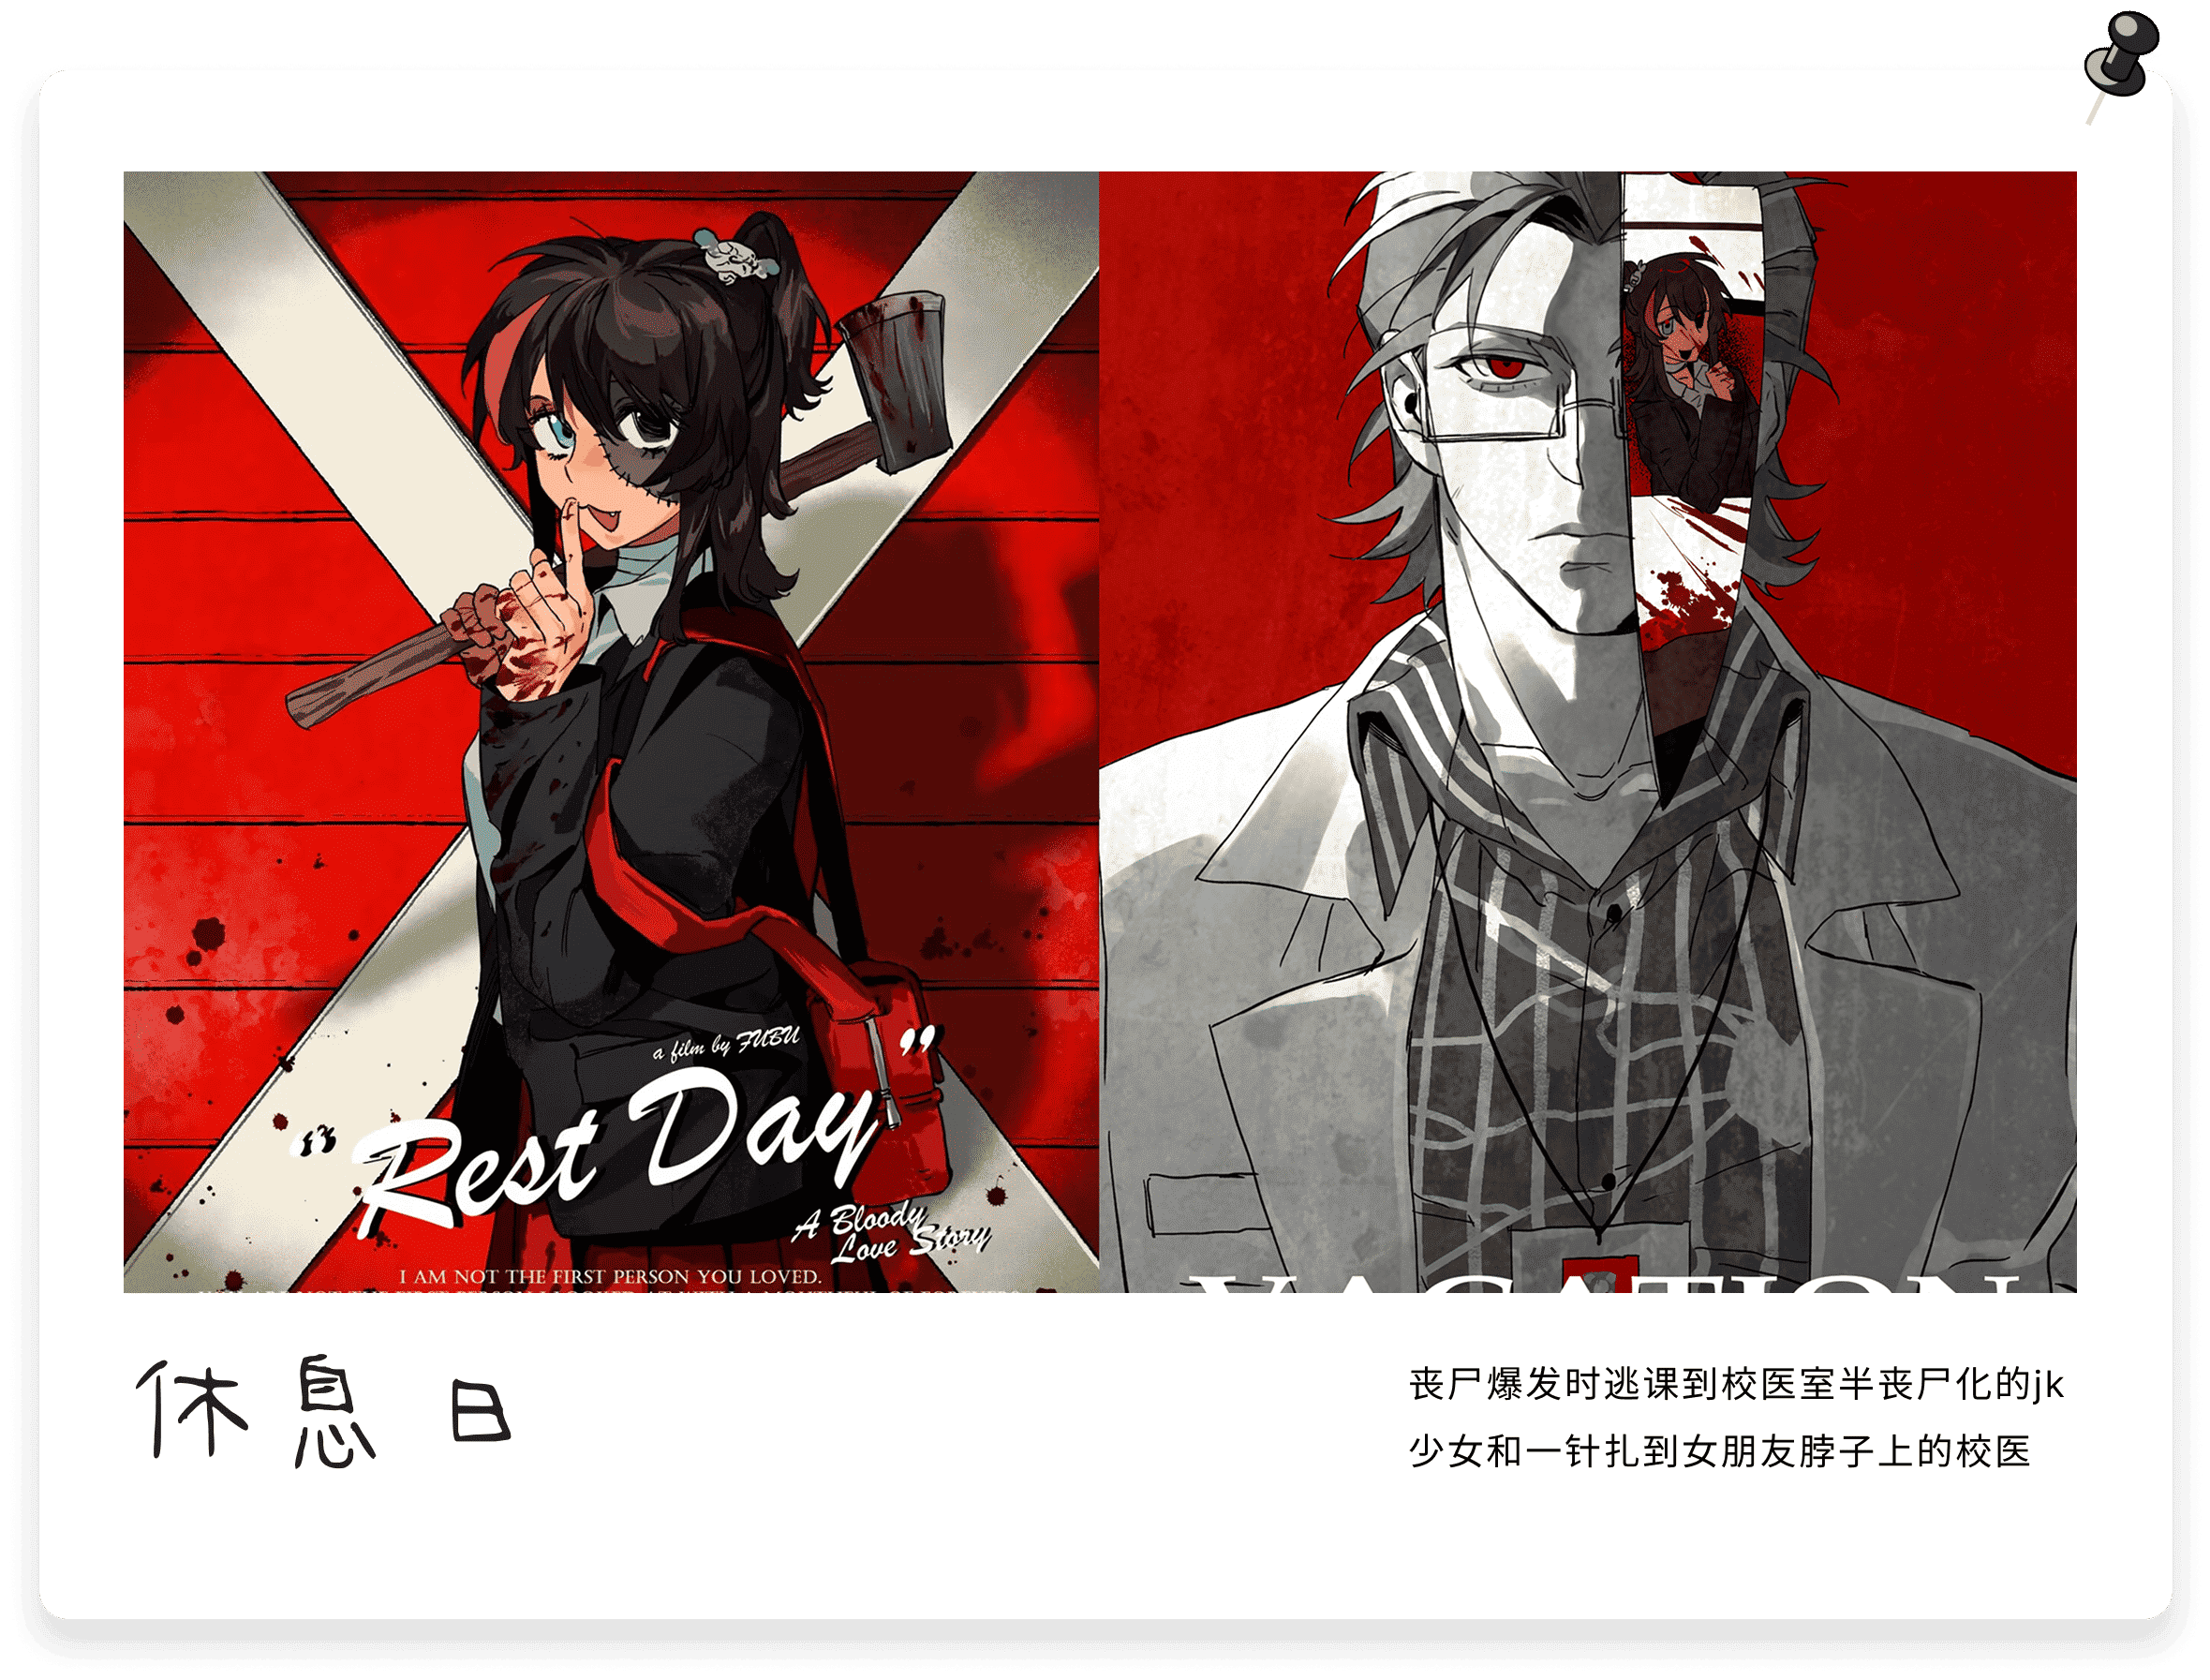 a film by FUBU
"Rest Day"
A Bloody
Love Story
I AM NOT THE FIRST PERSON YOU LOVED.
VACATION
休息日
丧尸爆发时逃课到校医室半丧尸化的jk
少女和一针扎到女朋友脖子上的校医